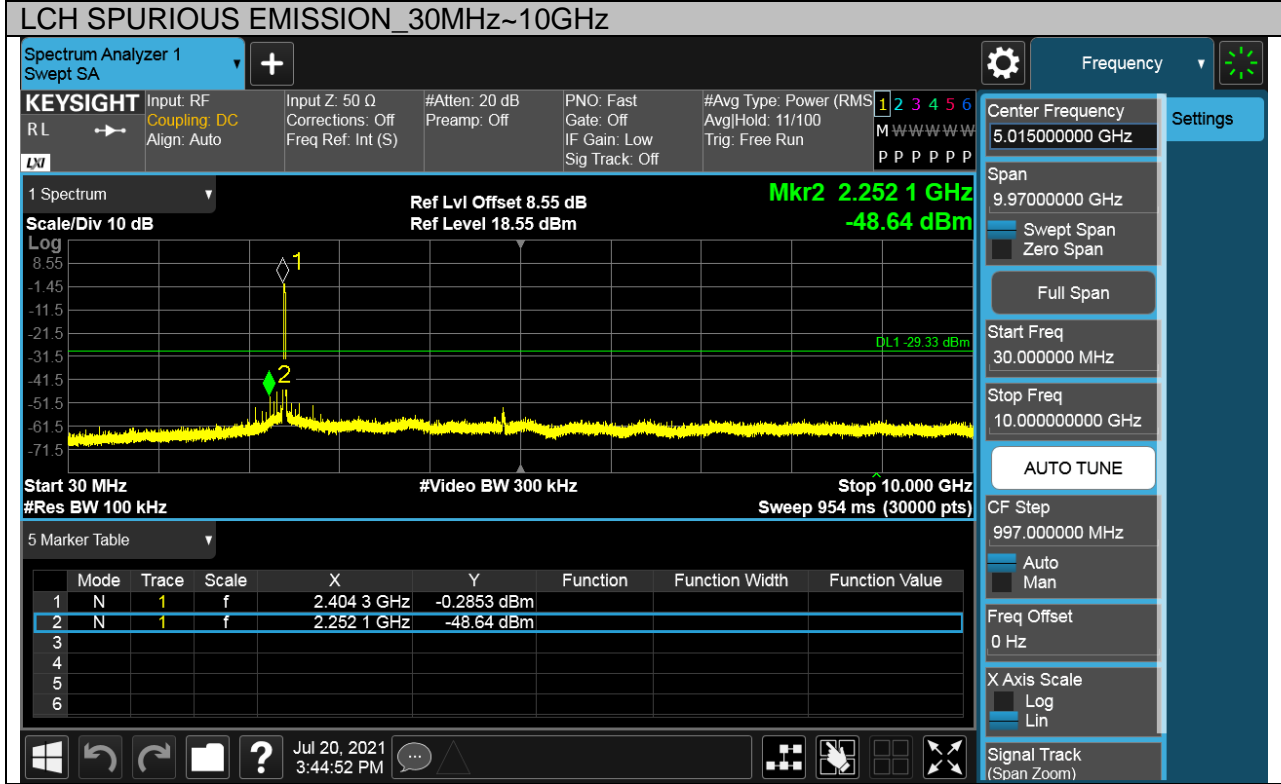 LCH SPURIOUS EMISSION_30MHz~10GHz
Spectrum Analyzer 1
Swept SA
+
Frequency
KEYSIGHT
R L
LXI
Input: RF
Coupling: DC
Align: Auto
Input Z: 50 Ω
Corrections: Off
Freq Ref: Int (S)
#Atten: 20 dB
Preamp: Off
PNO: Fast
Gate: Off
IF Gain: Low
Sig Track: Off
#Avg Type: Power (RMS
Avg|Hold: 11/100
Trig: Free Run
1 2 3 4 5 6
M W W W W W
P P P P P P
1 Spectrum
Scale/Div 10 dB
Ref Lvl Offset 8.55 dB
Ref Level 18.55 dBm
Mkr2 2.252 1 GHz
-48.64 dBm
Log
8.55
-1.45
-11.5
-21.5
-31.5
-41.5
-51.5
-61.5
-71.5
1
2
DL1 -29.33 dBm
Start 30 MHz
#Video BW 300 kHz
Stop 10.000 GHz
#Res BW 100 kHz
Sweep 954 ms (30000 pts)
5 Marker Table
Mode Trace Scale X Y Function Function Width Function Value
1 N 1 f 2.404 3 GHz -0.2853 dBm
2 N 1 f 2.252 1 GHz -48.64 dBm
3
4
5
6
?
Jul 20, 2021
3:44:52 PM
Center Frequency
5.015000000 GHz
Settings
Span
9.97000000 GHz
Swept Span
Zero Span
Full Span
Start Freq
30.000000 MHz
Stop Freq
10.000000000 GHz
AUTO TUNE
CF Step
997.000000 MHz
Auto
Man
Freq Offset
0 Hz
X Axis Scale
Log
Lin
Signal Track
(Span Zoom)